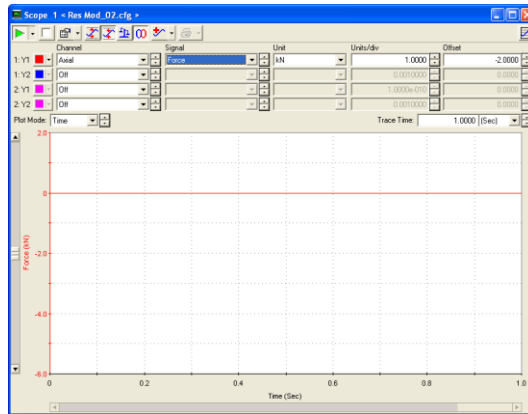 Scope 1 < Res Mod_02.cfg >
Channel Signal Unit Units/div Offset
1: Y1 Axial Force kN 1.0000 -2.0000
1: Y2 Off 0.0010000 0.0000
2: Y1 Off 1.0000e-010 0.0000
2: Y2 Off 0.0010000 0.0000
Plot Mode: Time Trace Time: 1.0000 (Sec)
2.0
0
-2.0
-4.0
-6.0
Force (kN)
0 0.2 0.4 0.6 0.8 1.0
Time (Sec)